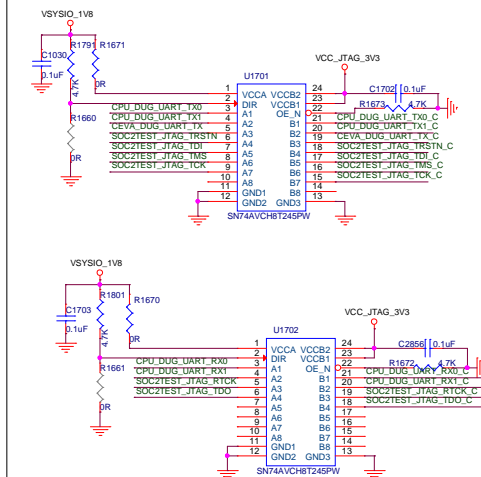 VSYSIO_1V8
C1030
0.1uF
R1791
4.7K
R1671
0R
R1660
0R
VCC_JTAG_3V3
C1702
0.1uF
R1673
4.7K
U1701
1 VCCA VCCB2 24
2 DIR VCCB1 23
3 A1 OE_N 22
4 A2 B1 21
5 A3 B2 20
6 A4 B3 19
7 A5 B4 18
8 A6 B5 17
9 A7 B6 16
10 A8 B7 15
11 GND1 B8 14
12 GND2 GND3 13
SN74AVCH8T245PW
CPU_DUG_UART_TX0
CPU_DUG_UART_TX1
CEVA_DUG_UART_TX
SOC2TEST_JTAG_TRSTN
SOC2TEST_JTAG_TDI
SOC2TEST_JTAG_TMS
SOC2TEST_JTAG_TCK
CPU_DUG_UART_TX0_C
CPU_DUG_UART_TX1_C
CEVA_DUG_UART_TX_C
SOC2TEST_JTAG_TRSTN_C
SOC2TEST_JTAG_TDI_C
SOC2TEST_JTAG_TMS_C
SOC2TEST_JTAG_TCK_C
VSYSIO_1V8
C1703
0.1uF
R1801
4.7K
R1670
0R
R1661
0R
VCC_JTAG_3V3
C2856
0.1uF
R1672
4.7K
U1702
1 VCCA VCCB2 24
2 DIR VCCB1 23
3 A1 OE_N 22
4 A2 B1 21
5 A3 B2 20
6 A4 B3 19
7 A5 B4 18
8 A6 B5 17
9 A7 B6 16
10 A8 B7 15
11 GND1 B8 14
12 GND2 GND3 13
SN74AVCH8T245PW
CPU_DUG_UART_RX0
CPU_DUG_UART_RX1
SOC2TEST_JTAG_RTCK
SOC2TEST_JTAG_TDO
CPU_DUG_UART_RX0_C
CPU_DUG_UART_RX1_C
SOC2TEST_JTAG_RTCK_C
SOC2TEST_JTAG_TDO_C